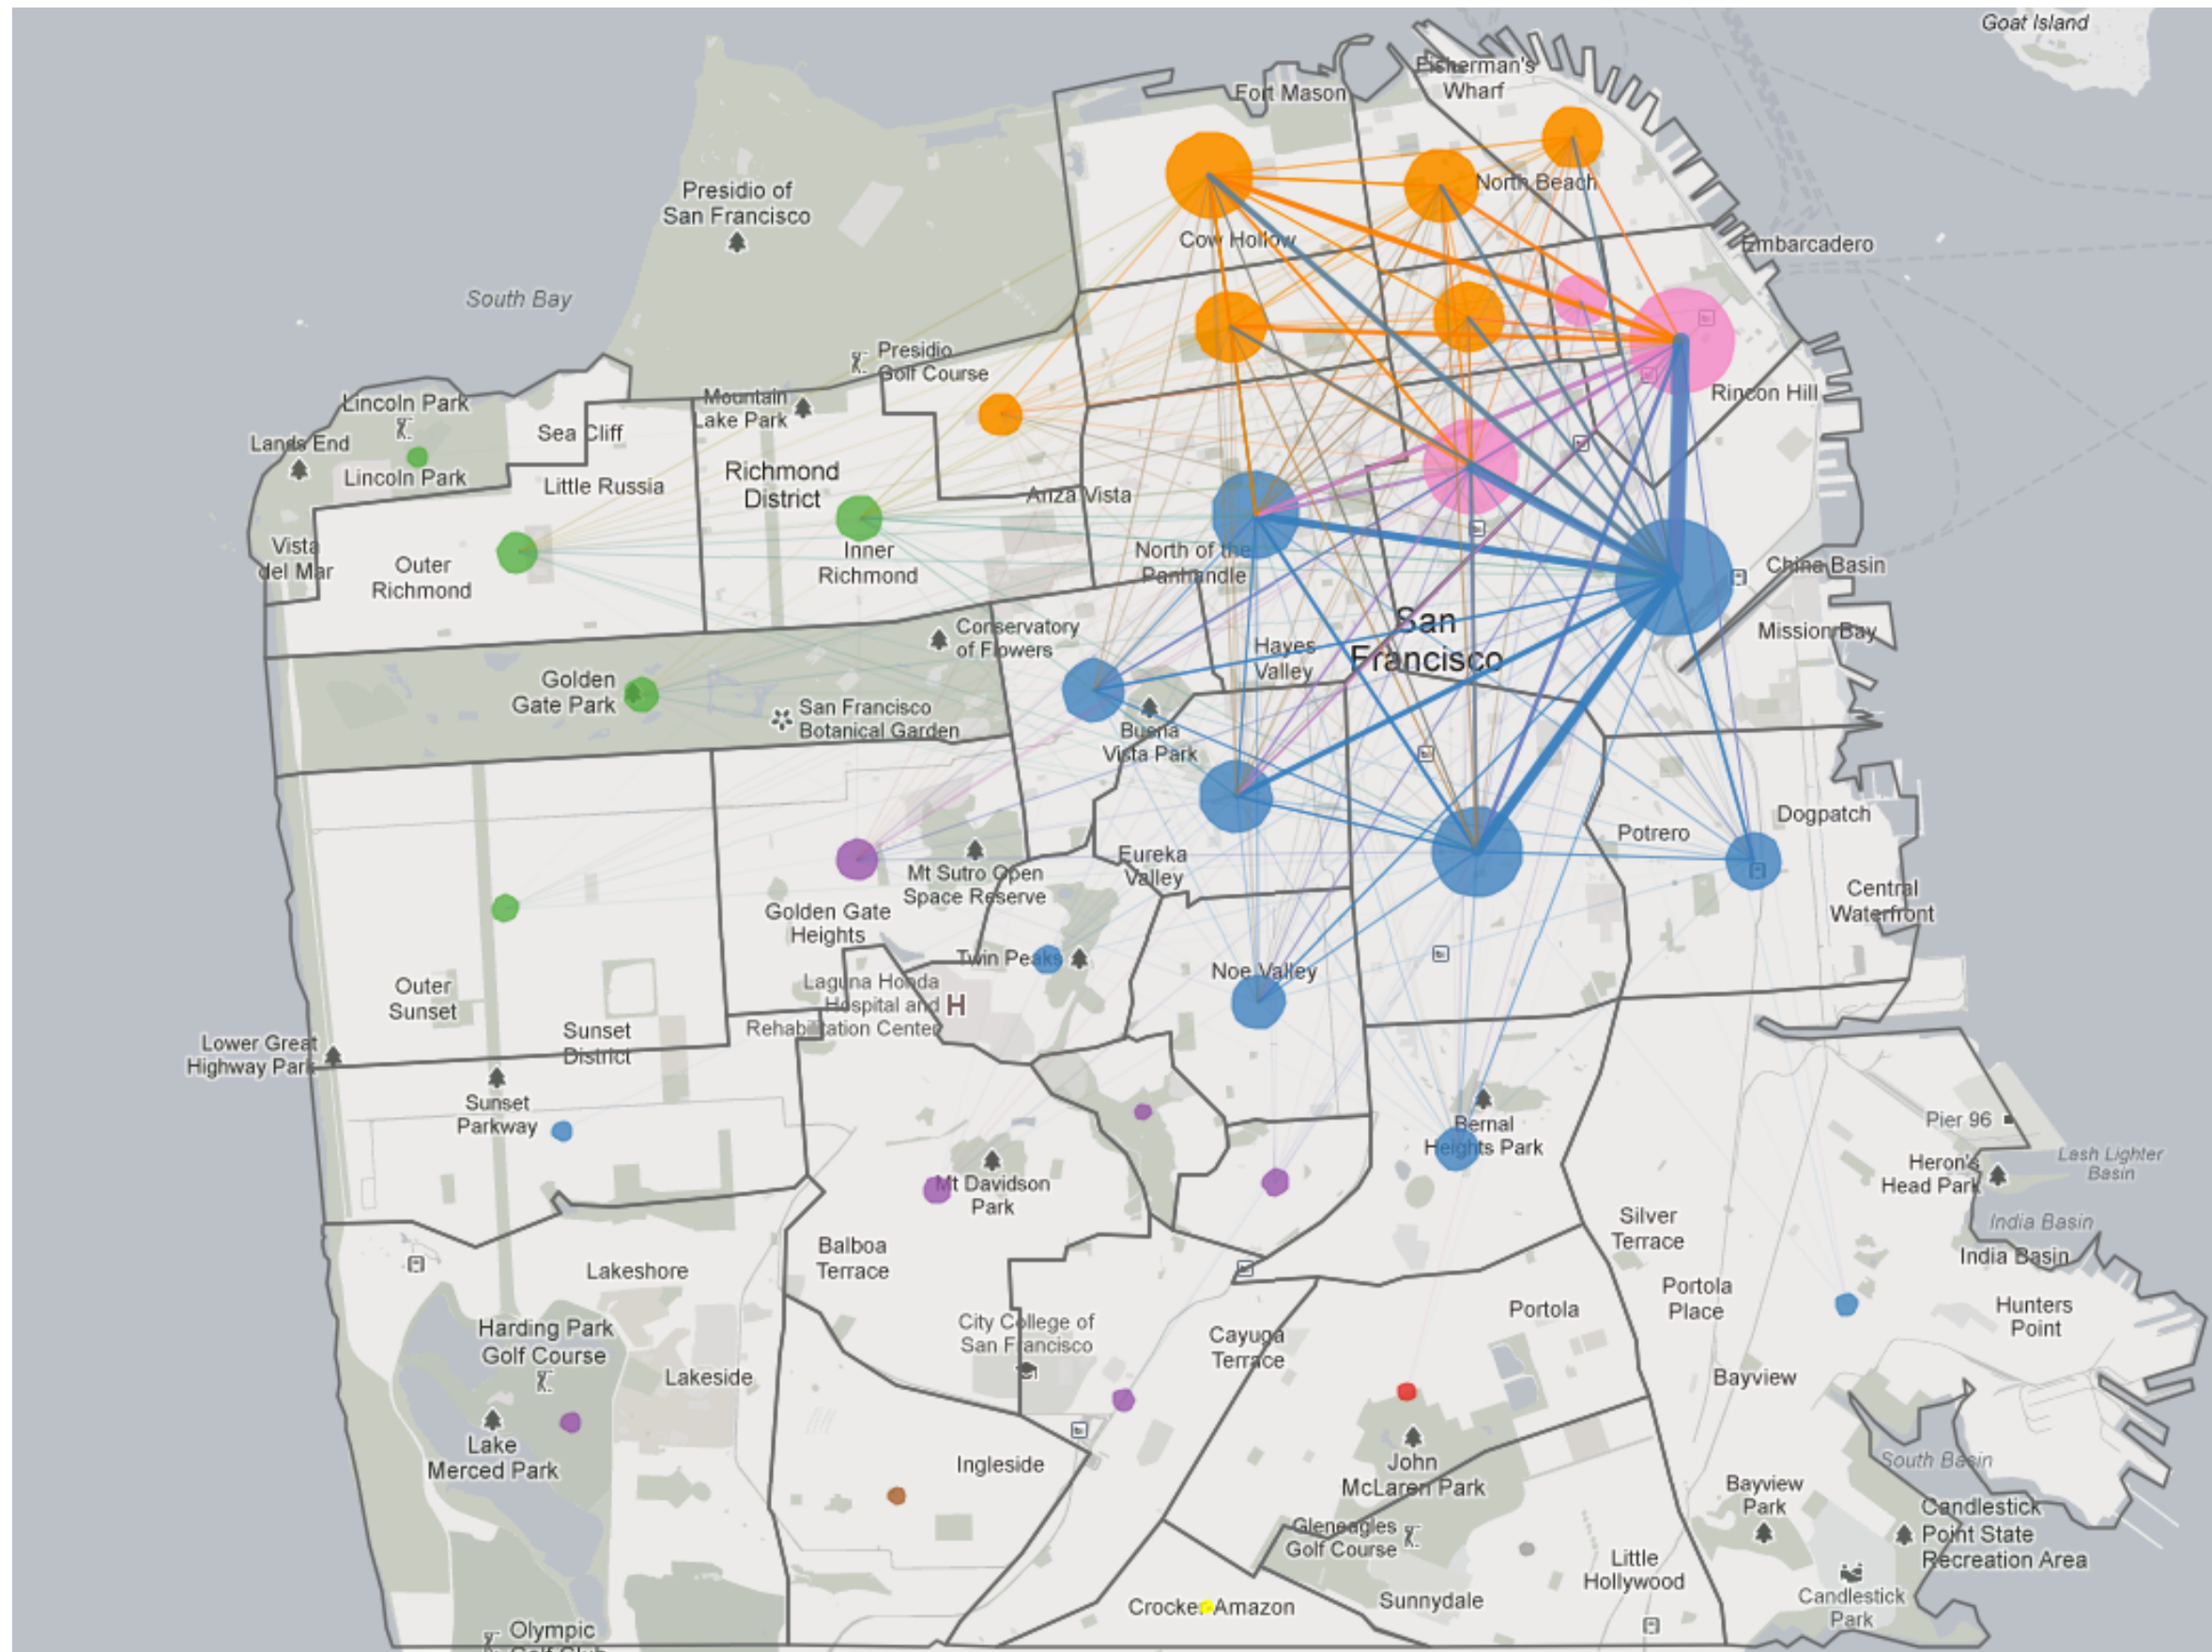 Goat Island
Fisherman's
Wharf
Fort Mason
North Beach
Presidio of
San Francisco
Cow Hollow
Embarcadero
South Bay
Presidio
Golf Course
Rincon Hill
Mountain
Lake Park
Lincoln Park
Sea Cliff
Lands End
Lincoln Park
Little Russia
Richmond
District
Anza Vista
Vista
del Mar
Outer
Richmond
Inner
Richmond
North of the
Panhandle
China Basin
San
Francisco
Mission Bay
Conservatory
of Flowers
Hayes
Valley
Golden
Gate Park
San Francisco
Botanical Garden
Buena
Vista Park
Dogpatch
Potrero
Eureka
Valley
Mt Sutro Open
Space Reserve
Central
Waterfront
Golden Gate
Heights
Twin Peaks
Noe Valley
Outer
Sunset
Laguna Honda
Hospital and
Rehabilitation Center
H
Sunset
District
Lower Great
Highway Park
Sunset
Parkway
Bernal
Heights Park
Pier 96
Lash Lighter
Basin
Heron's
Head Park
Mt Davidson
Park
India Basin
Silver
Terrace
India Basin
Balboa
Terrace
Lakeshore
Portola
Place
Portola
Hunters
Point
Harding Park
Golf Course
City College of
San Francisco
Cayuga
Terrace
Lakeside
Bayview
Lake
Merced Park
Ingleside
John
McLaren Park
South Basin
Bayview
Park
Candlestick
Point State
Recreation Area
Gleneagles
Golf Course
Little
Hollywood
Crocker Amazon
Sunnydale
Candlestick
Park
Olympic
Golf Club